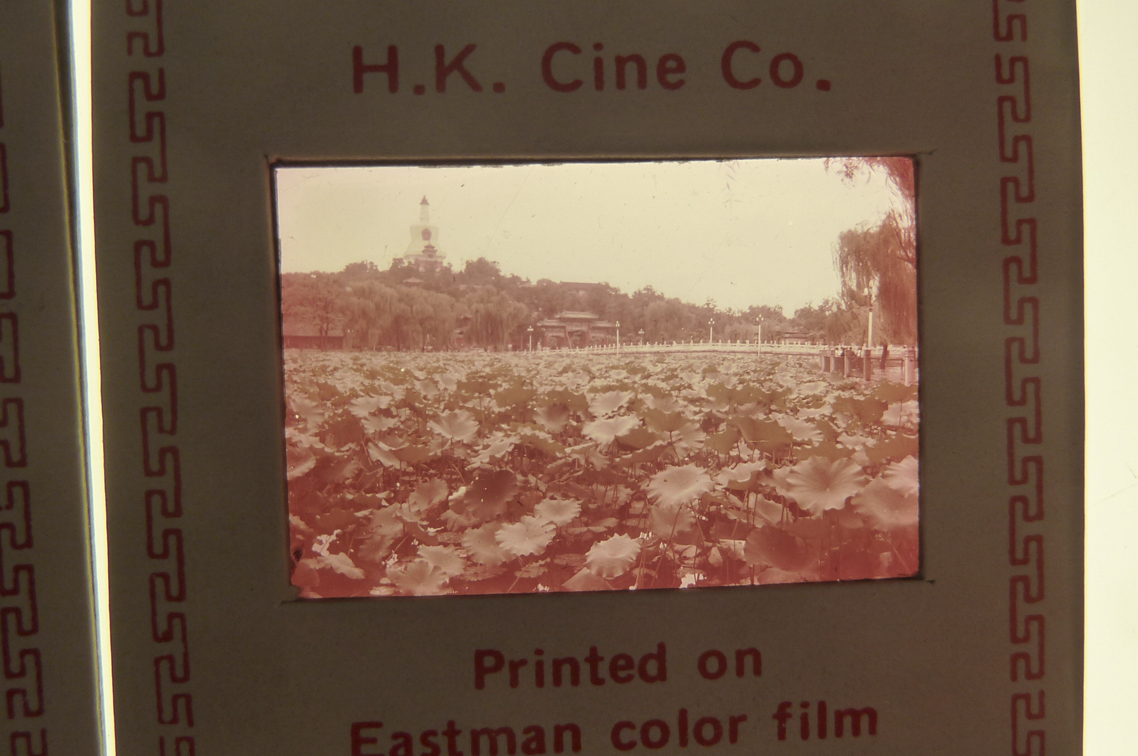 H.K. Cine Co.
Printed on
Eastman color film